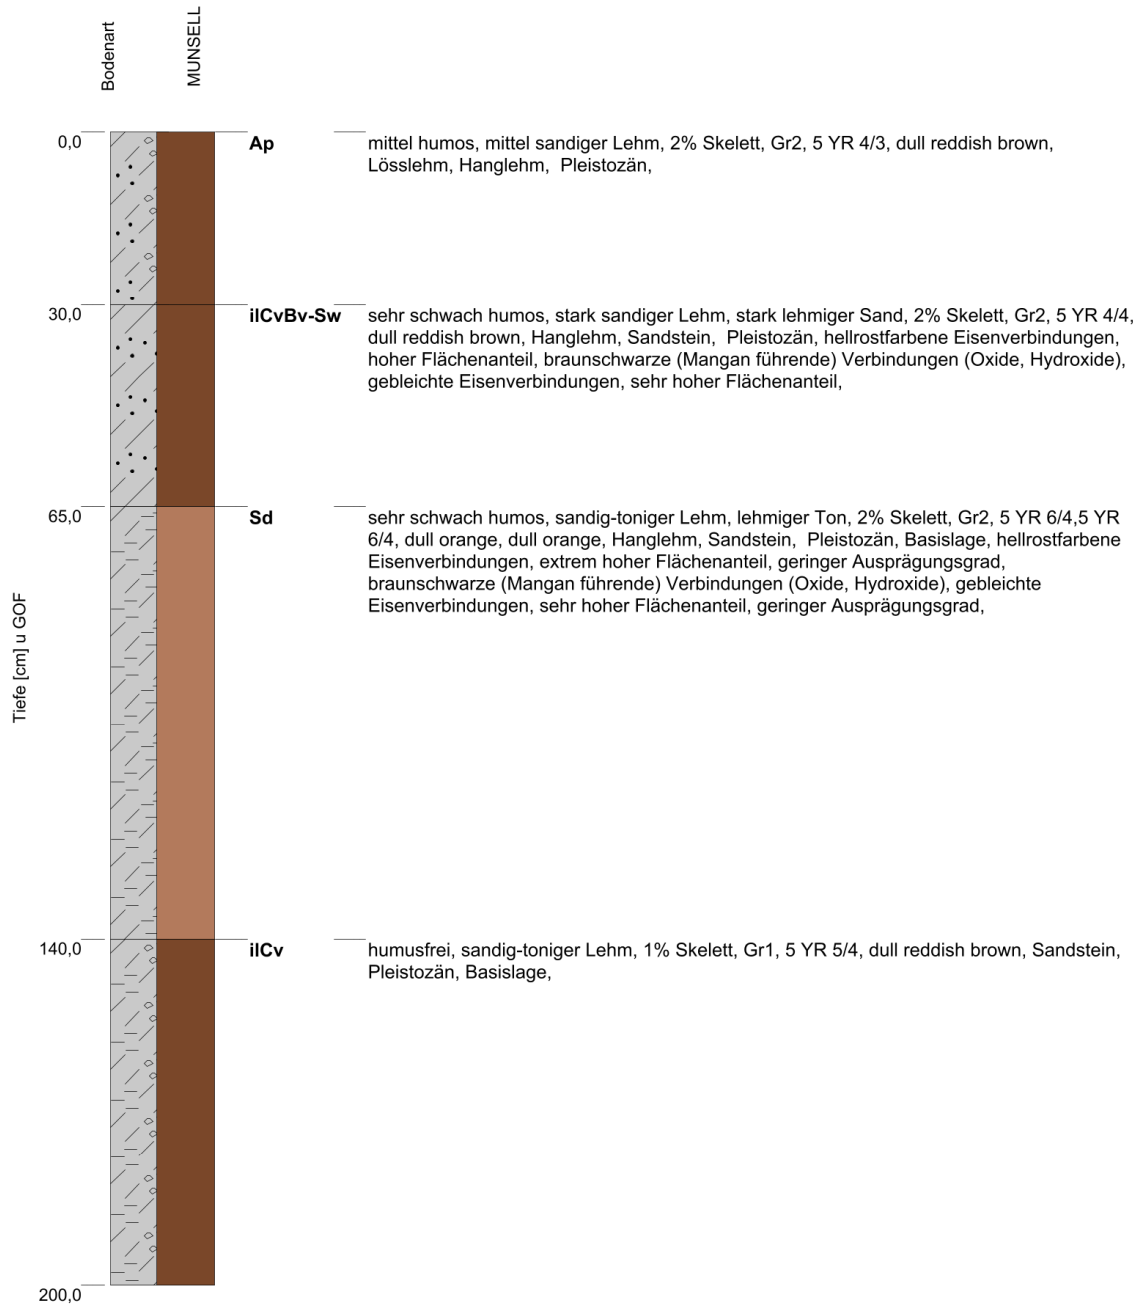 Bodenart
MUNSELL
0,0
Ap
mittel humos, mittel sandiger Lehm, 2% Skelett, Gr2, 5 YR 4/3, dull reddish brown,
Lösslehm, Hanglehm, Pleistozän,
30,0
ilCvBv-Sw
sehr schwach humos, stark sandiger Lehm, stark lehmiger Sand, 2% Skelett, Gr2, 5 YR 4/4,
dull reddish brown, Hanglehm, Sandstein, Pleistozän, hellrostfarbene Eisenverbindungen,
hoher Flächenanteil, braunschwarze (Mangan führende) Verbindungen (Oxide, Hydroxide),
gebleichte Eisenverbindungen, sehr hoher Flächenanteil,
65,0
Sd
sehr schwach humos, sandig-toniger Lehm, lehmiger Ton, 2% Skelett, Gr2, 5 YR 6/4,5 YR
6/4, dull orange, dull orange, Hanglehm, Sandstein, Pleistozän, Basislage, hellrostfarbene
Eisenverbindungen, extrem hoher Flächenanteil, geringer Ausprägungsgrad,
braunschwarze (Mangan führende) Verbindungen (Oxide, Hydroxide), gebleichte
Eisenverbindungen, sehr hoher Flächenanteil, geringer Ausprägungsgrad,
Tiefe [cm] u GOF
140,0
ilCv
humusfrei, sandig-toniger Lehm, 1% Skelett, Gr1, 5 YR 5/4, dull reddish brown, Sandstein,
Pleistozän, Basislage,
200,0